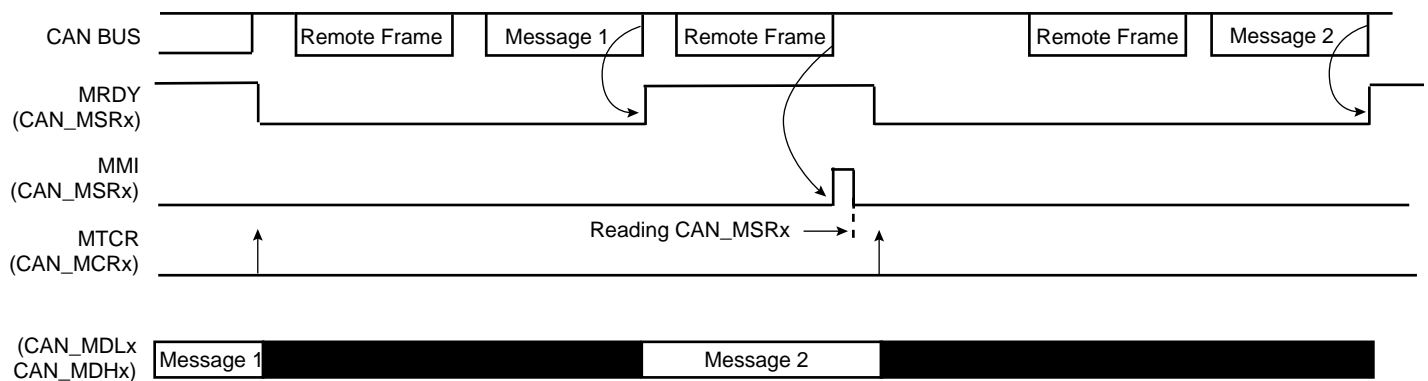 CAN BUS
Remote Frame
Message 1
Remote Frame
Remote Frame
Message 2
MRDY
(CAN_MSRx)
MMI
(CAN_MSRx)
Reading CAN_MSRx
MTCR
(CAN_MCRx)
(CAN_MDLx
CAN_MDHx)
Message 1
Message 2